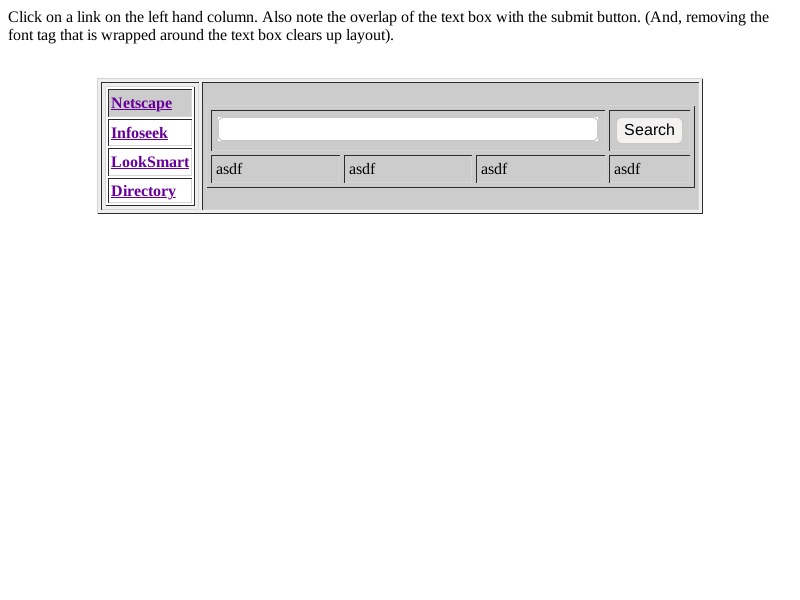 Click on a link on the left hand column. Also note the overlap of the text box with the submit button. (And, removing the
font tag that is wrapped around the text box clears up layout).
Netscape
Infoseek
LookSmart
Directory
Search
asdf asdf asdf asdf